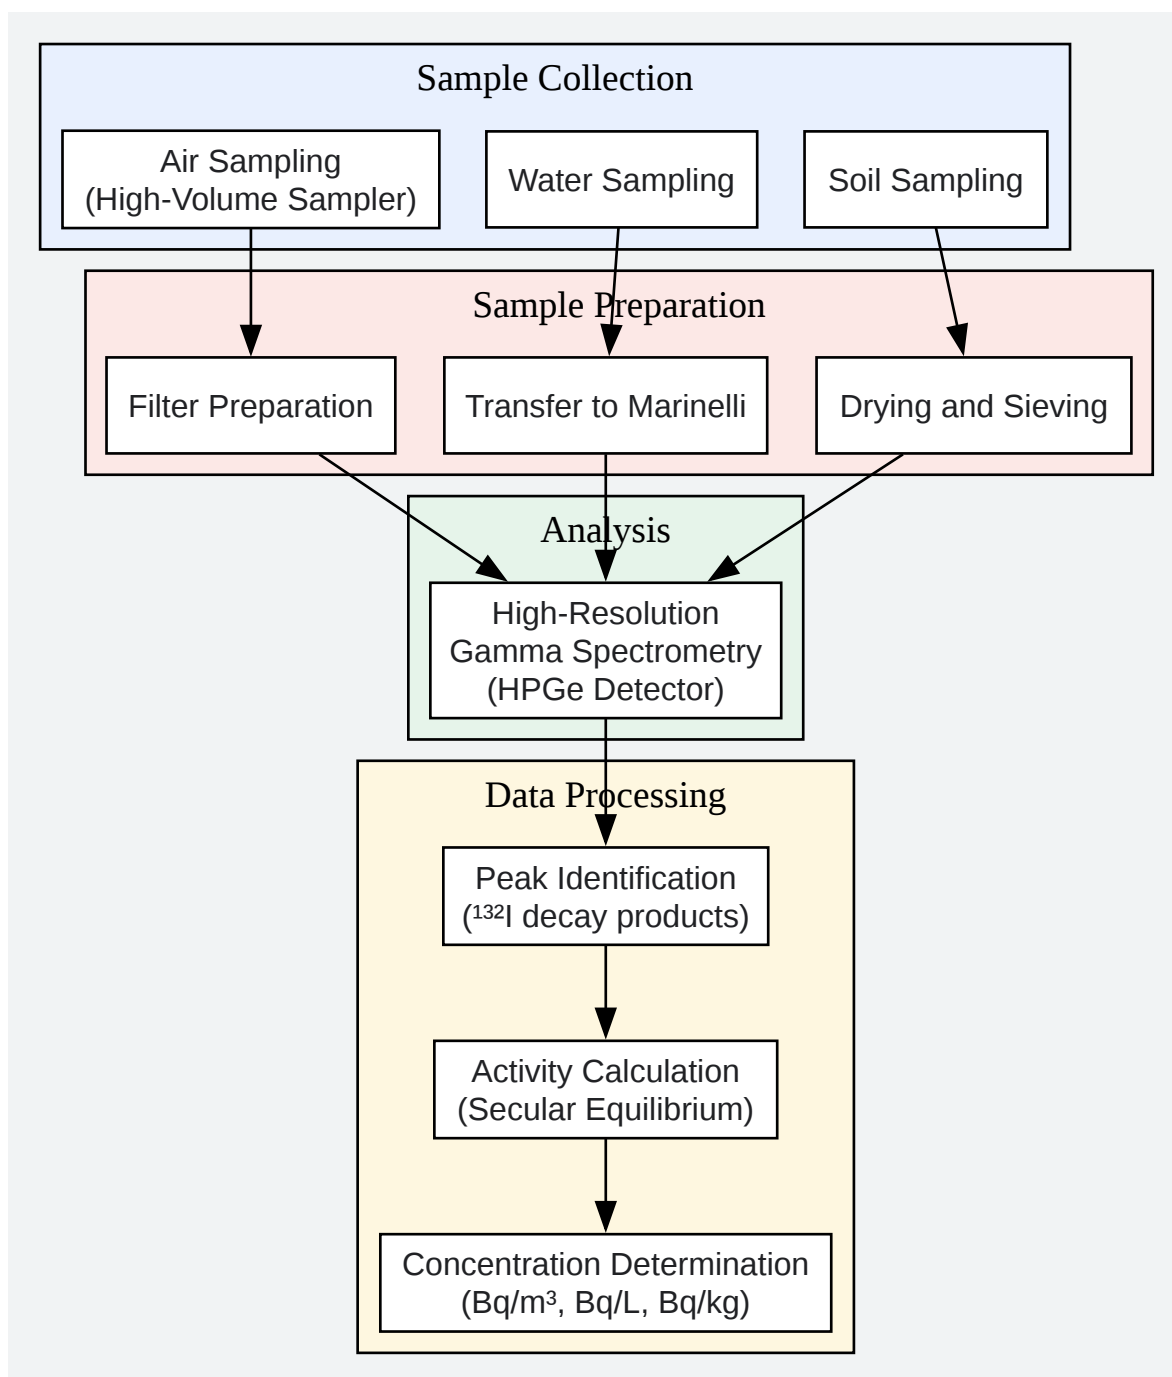 Sample Collection
Air Sampling
(High-Volume Sampler)
Water Sampling
Soil Sampling
Sample Preparation
Filter Preparation
Transfer to Marinelli
Drying and Sieving
Analysis
High-Resolution
Gamma Spectrometry
(HPGe Detector)
Data Processing
Peak Identification
(¹³²I decay products)
Activity Calculation
(Secular Equilibrium)
Concentration Determination
(Bq/m³, Bq/L, Bq/kg)